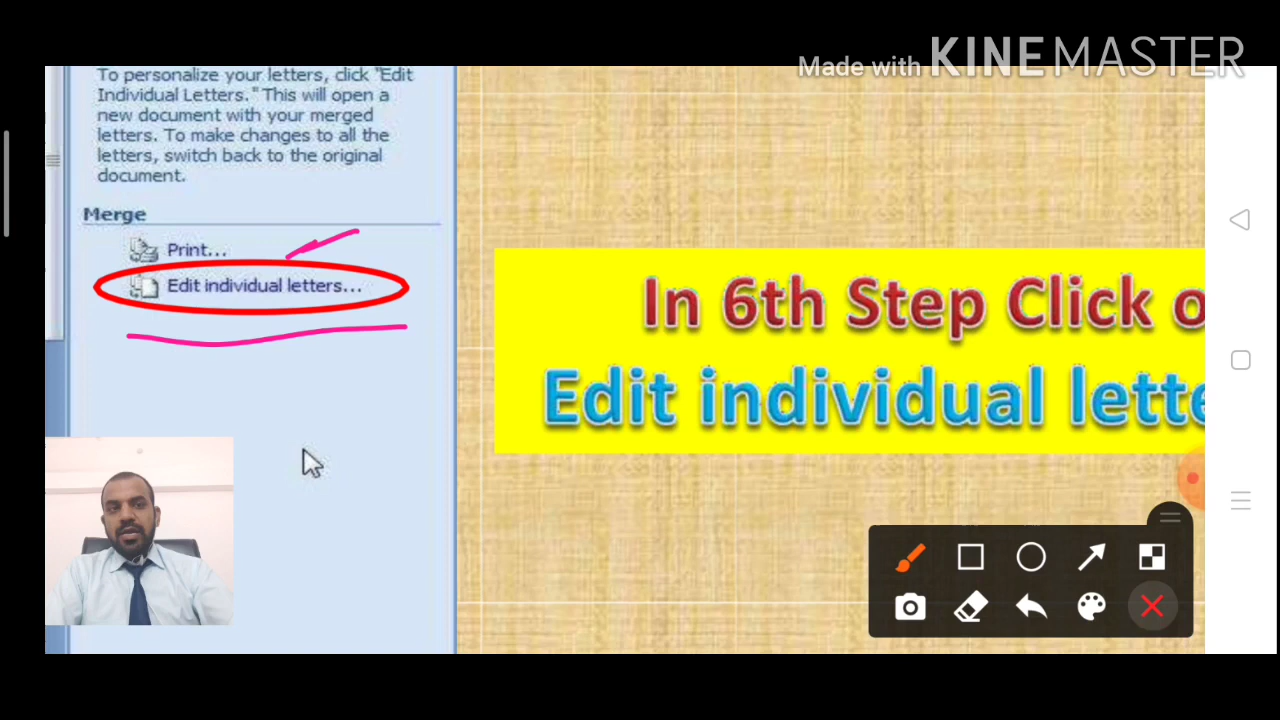 Made with KINEMASTER
To personalize your letters, click "Edit
Individual Letters." This will open a
new document with your merged
letters. To make changes to all the
letters, switch back to the original
document.
Merge
Print...
Edit individual letters...
In 6th Step Click
Edit individual